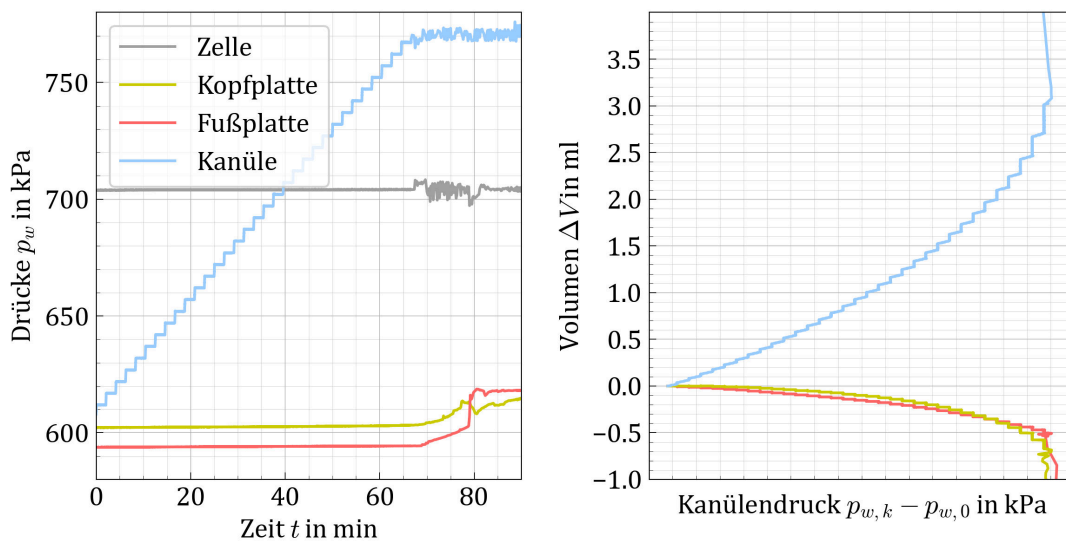 Drücke p_w in kPa
750
700
650
600
Zelle
Kopfplatte
Fußplatte
Kanüle
0
20
40
60
80
Zeit t in min
Volumen ΔV in ml
3.5
3.0
2.5
2.0
1.5
1.0
0.5
0.0
−0.5
−1.0
Kanülendruck p_{w, k} − p_{w, 0} in kPa